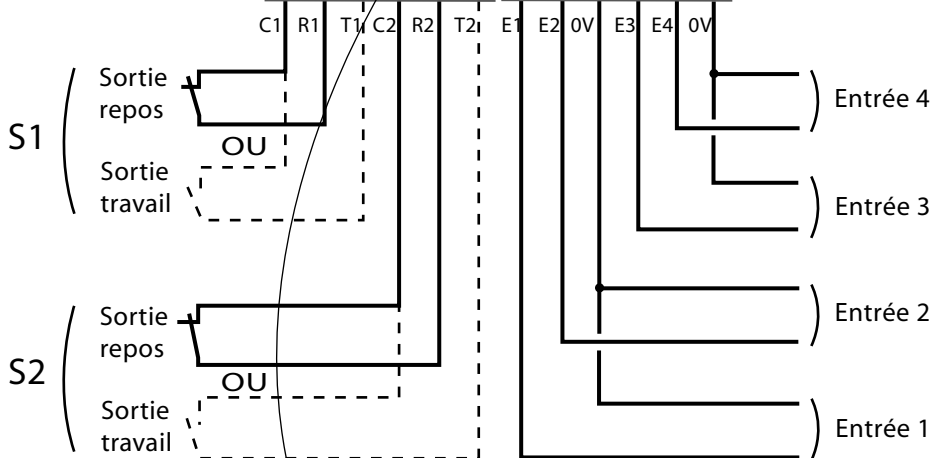 C1 R1 T1 C2 R2 T2 E1 E2 0V E3 E4 0V
S1
Sortie
repos
OU
Sortie
travail
S2
Sortie
repos
OU
Sortie
travail
Entrée 4
Entrée 3
Entrée 2
Entrée 1